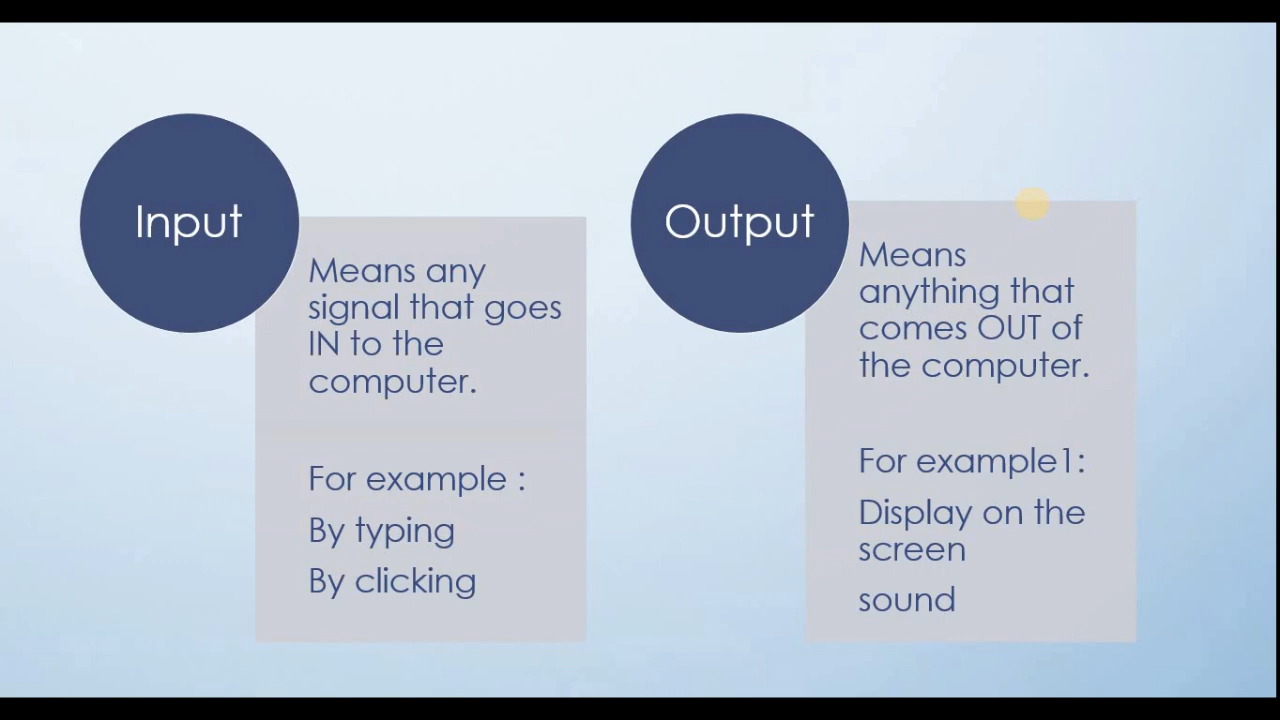 Input
Means any
signal that goes
IN to the
computer.
For example :
By typing
By clicking
Output
Means
anything that
comes OUT of
the computer.
For example1:
Display on the
screen
sound